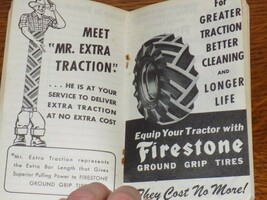 MEET
"MR. EXTRA
TRACTION"
... HE IS AT YOUR
SERVICE TO DELIVER
EXTRA TRACTION
AT NO EXTRA COST
"Mr. Extra Traction represents
the Extra Bar Length that Gives
Superior Pulling Power to FIRESTONE
GROUND GRIP TIRES
For
GREATER
TRACTION
BETTER
CLEANING
AND
LONGER
LIFE
Equip Your Tractor with
Firestone
GROUND GRIP TIRES
They Cost No More!